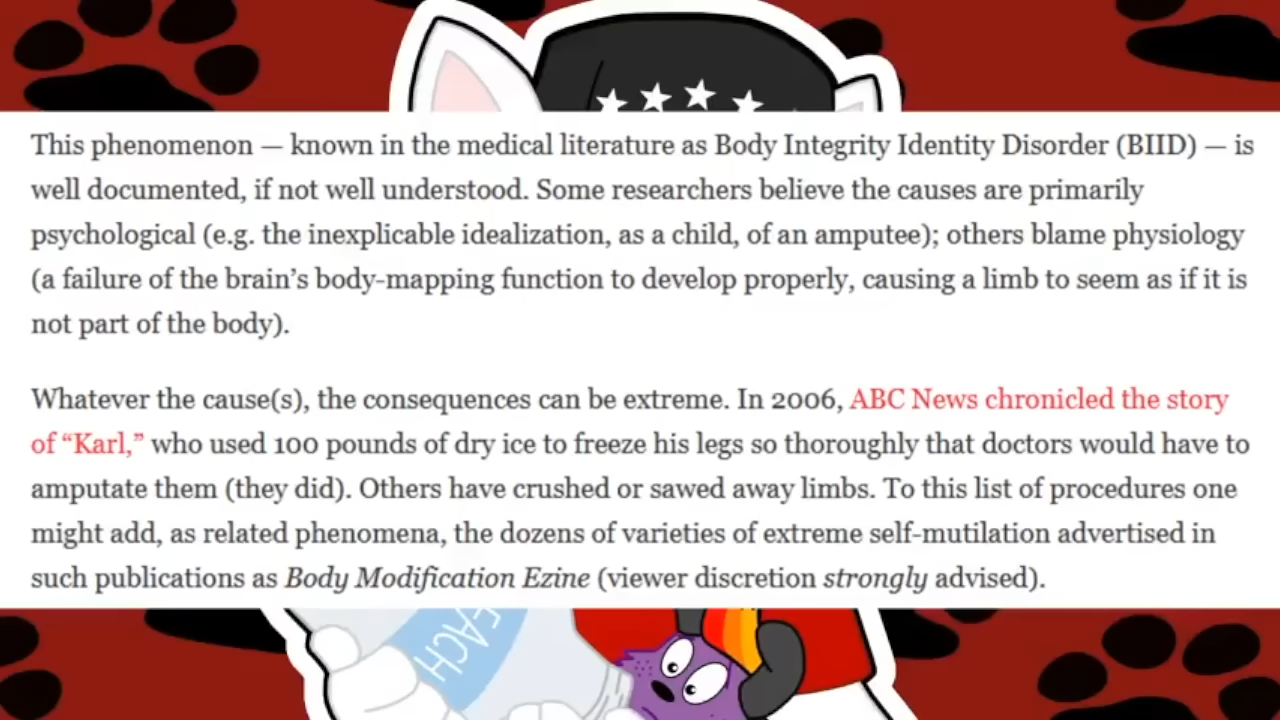 This phenomenon — known in the medical literature as Body Integrity Identity Disorder (BIID) — is
well documented, if not well understood. Some researchers believe the causes are primarily
psychological (e.g. the inexplicable idealization, as a child, of an amputee); others blame physiology
(a failure of the brain’s body-mapping function to develop properly, causing a limb to seem as if it is
not part of the body).
Whatever the cause(s), the consequences can be extreme. In 2006, ABC News chronicled the story
of “Karl,” who used 100 pounds of dry ice to freeze his legs so thoroughly that doctors would have to
amputate them (they did). Others have crushed or sawed away limbs. To this list of procedures one
might add, as related phenomena, the dozens of varieties of extreme self-mutilation advertised in
such publications as Body Modification Ezine (viewer discretion strongly advised).
EACH